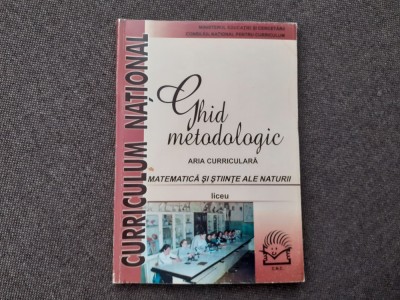 MINISTERUL EDUCAȚIEI ȘI CERCETĂRII
CONSILIUL NAȚIONAL PENTRU CURRICULUM
CURRICULUM NAȚIONAL
Ghid
metodologic
ARIA CURRICULARĂ
MATEMATICĂ ȘI ȘTIINȚE ALE NATURII
liceu
C.N.C.